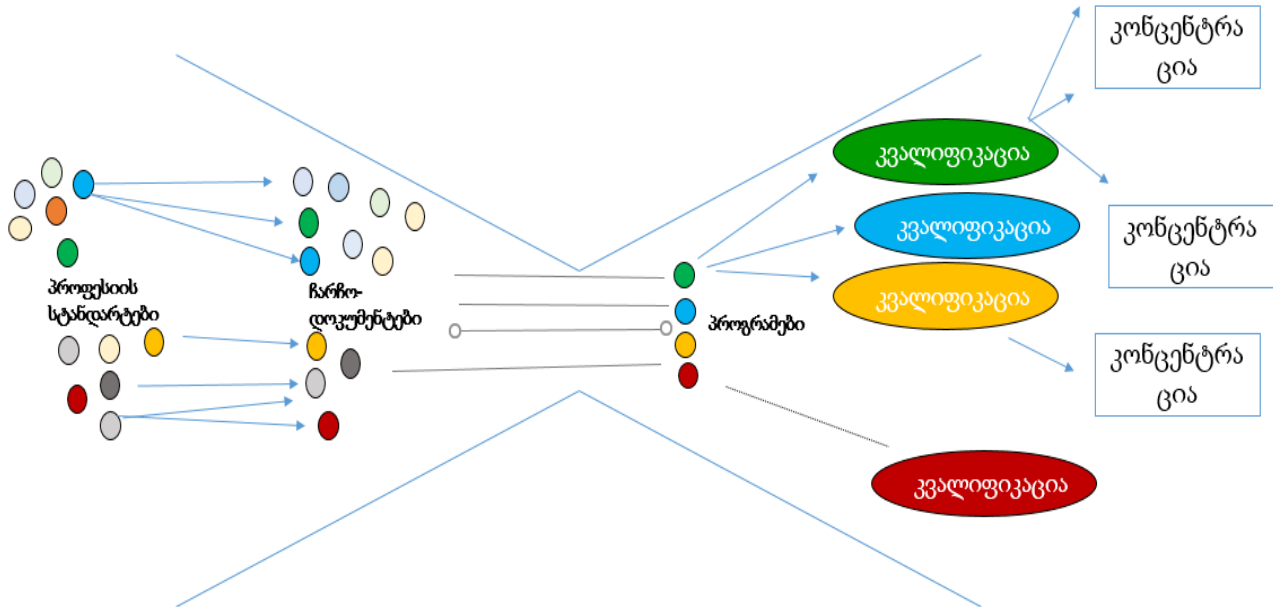 კონცენტრა
ცია
კვალიფიკაცია
კვალიფიკაცია
კონცენტრა
ცია
კვალიფიკაცია
პროფესიის
სტანდარტები
ჩარჩო-
დოკუმენტები
პროგრამები
კონცენტრა
ცია
კვალიფიკაცია